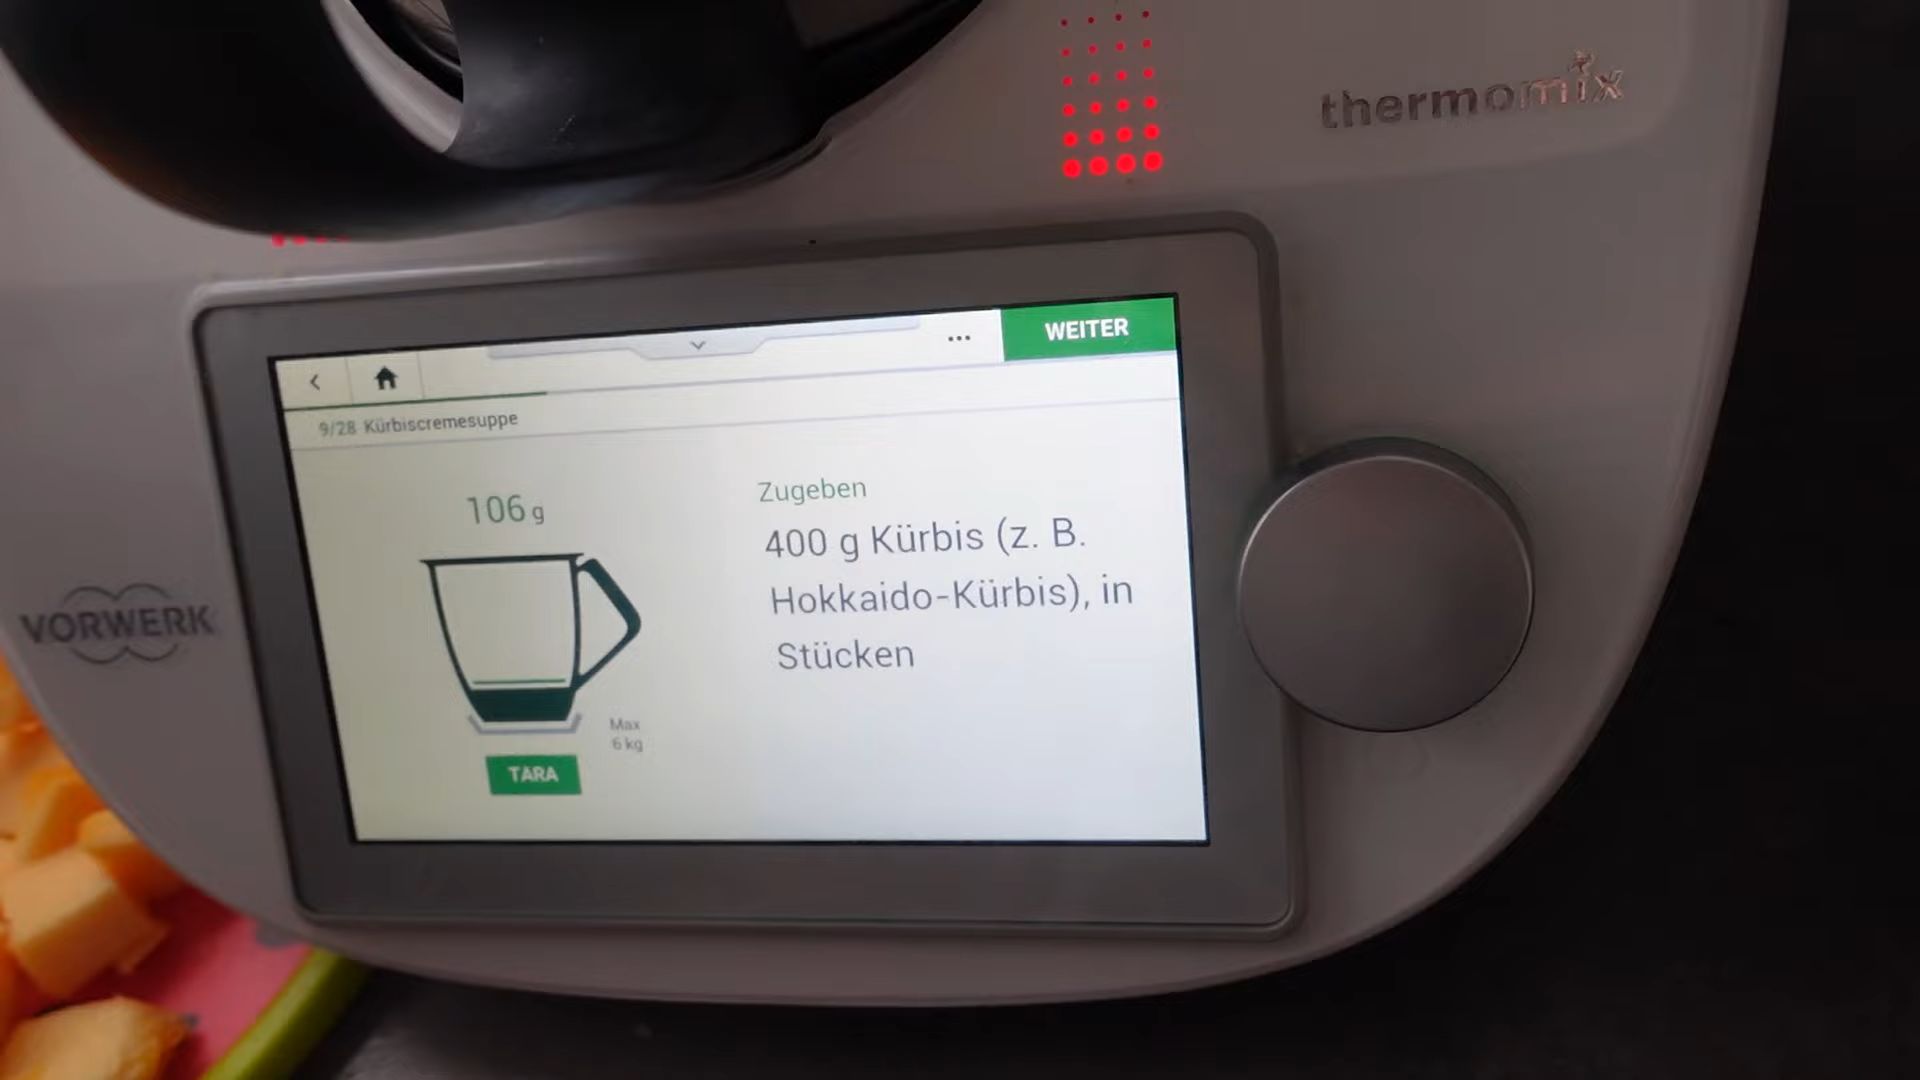 thermomix
WEITER
9/28 Kürbiscremesuppe
106 g
Zugeben
400 g Kürbis (z. B.
Hokkaido-Kürbis), in
Stücken
VORWERK
Max
6 kg
TARA